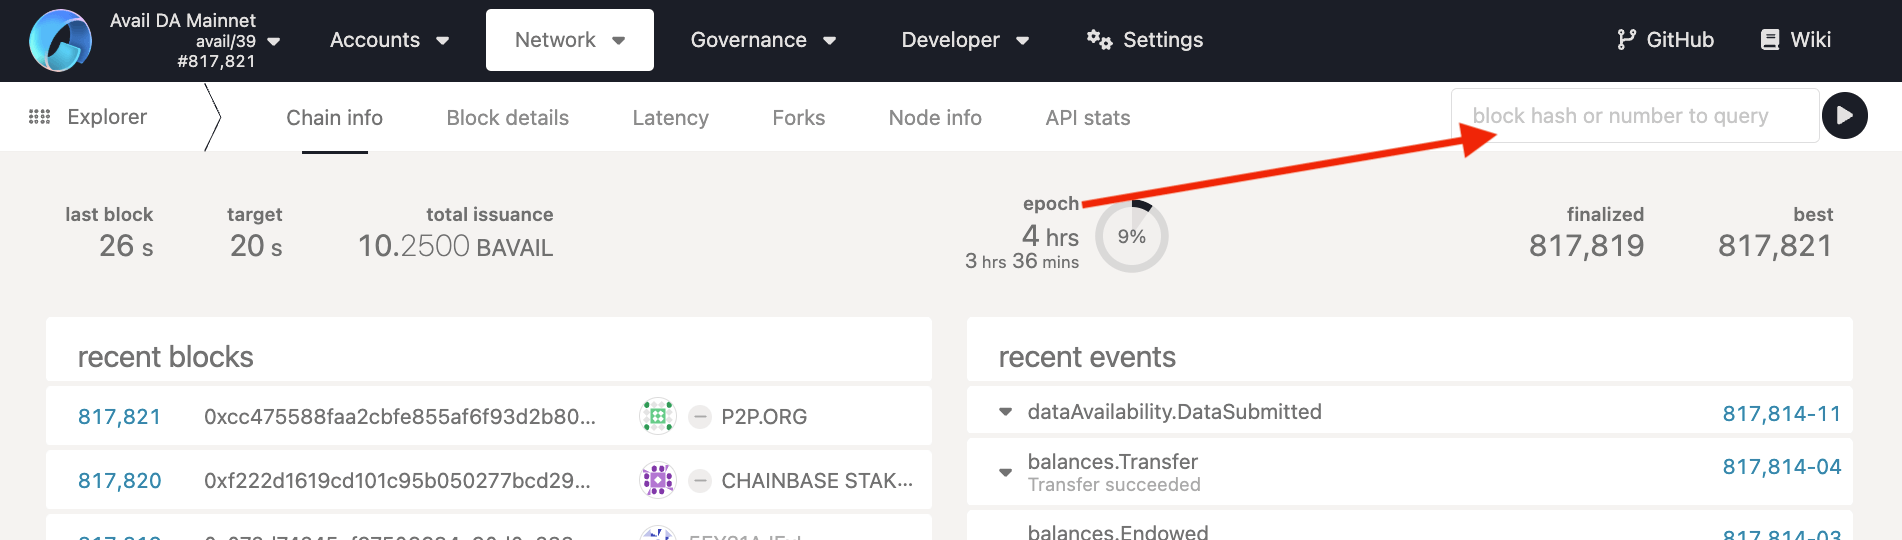 Avail DA Mainnet
avail/39
#817,821
Accounts
Network
Governance
Developer
Settings
GitHub
Wiki
Explorer
Chain info
Block details
Latency
Forks
Node info
API stats
block hash or number to query
last block
26 s
target
20 s
total issuance
10.2500 BAVAIL
epoch
4 hrs
3 hrs 36 mins
9%
finalized
817,819
best
817,821
recent blocks
817,821 0xcc475588faa2cbfe855af6f93d2b80... P2P.ORG
817,820 0xf222d1619cd101c95b050277bcd29... CHAINBASE STAK...
recent events
dataAvailability.DataSubmitted 817,814-11
balances.Transfer 817,814-04
Transfer succeeded
balances.Endowed 817,814-03